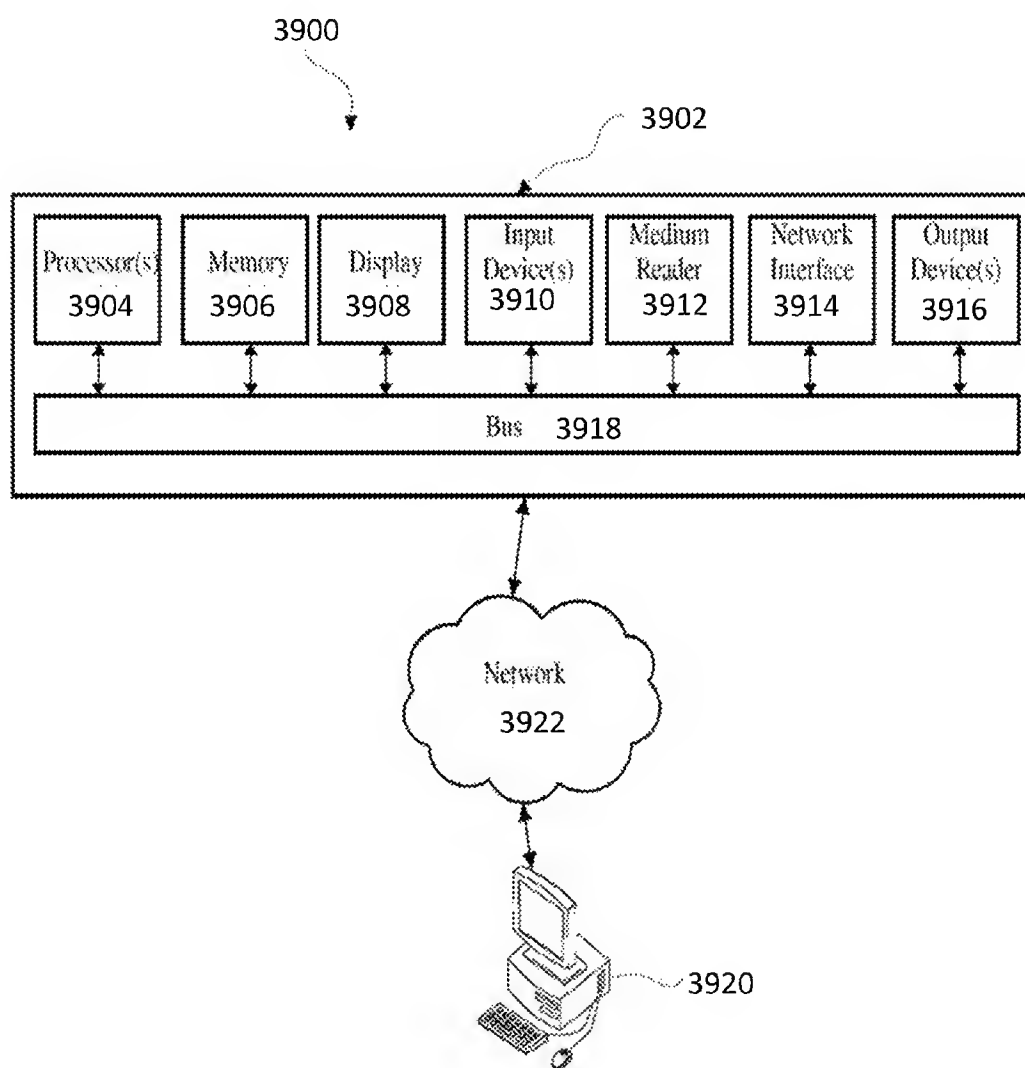 3900
3902
Processor(s)
3904
Memory
3906
Display
3908
Input
Device(s)
3910
Medium
Reader
3912
Network
Interface
3914
Output
Device(s)
3916
Bus 3918
Network
3922
3920